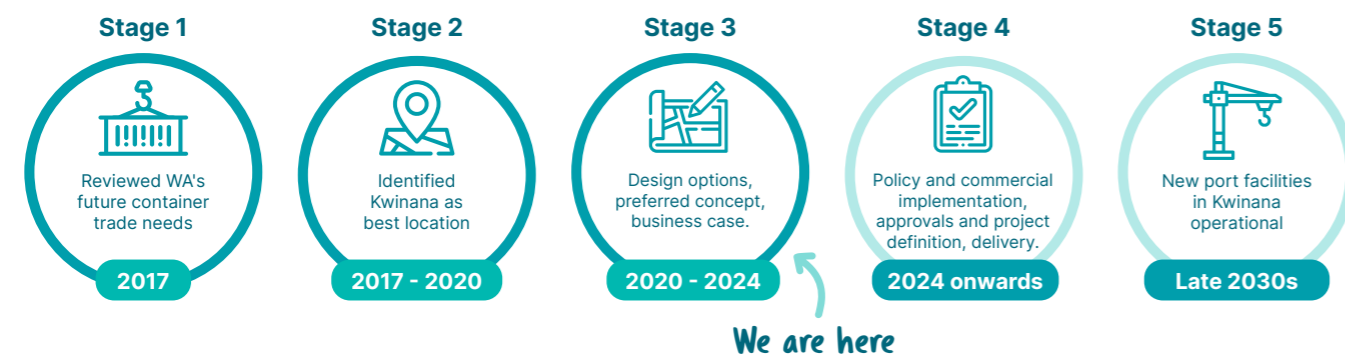 Stage 1
Reviewed WA's
future container
trade needs
2017
Stage 2
Identified
Kwinana as
best location
2017 - 2020
Stage 3
Design options,
preferred concept,
business case.
2020 - 2024
Stage 4
Policy and commercial
implementation,
approvals and project
definition, delivery.
2024 onwards
Stage 5
New port facilities
in Kwinana
operational
Late 2030s
We are here